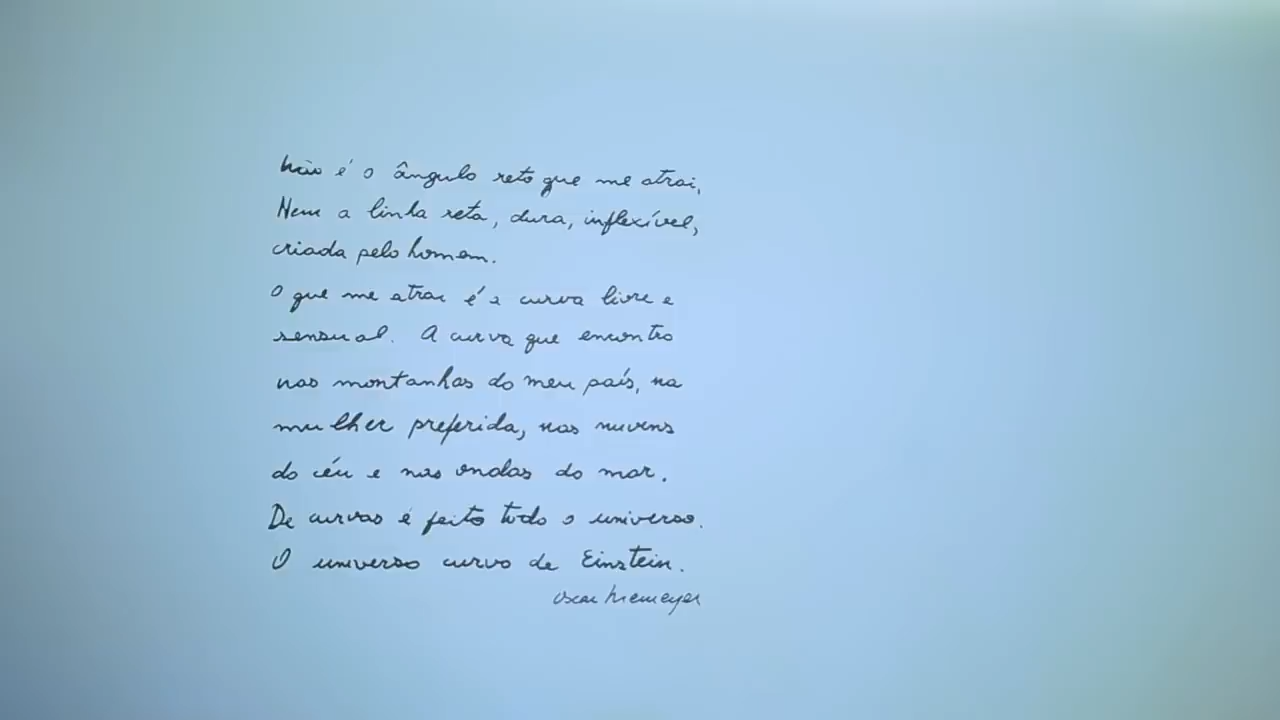 Não é o ângulo reto que me atrai,
Nem a linha reta, dura, inflexível,
criada pelo homem.
O que me atrai é a curva livre e
sensual. A curva que encontro
nas montanhas do meu país, na
mulher preferida, nas nuvens
do céu e nas ondas do mar.
De curvas é feito todo o universo.
O universo curvo de Einstein.
Oscar Niemeyer